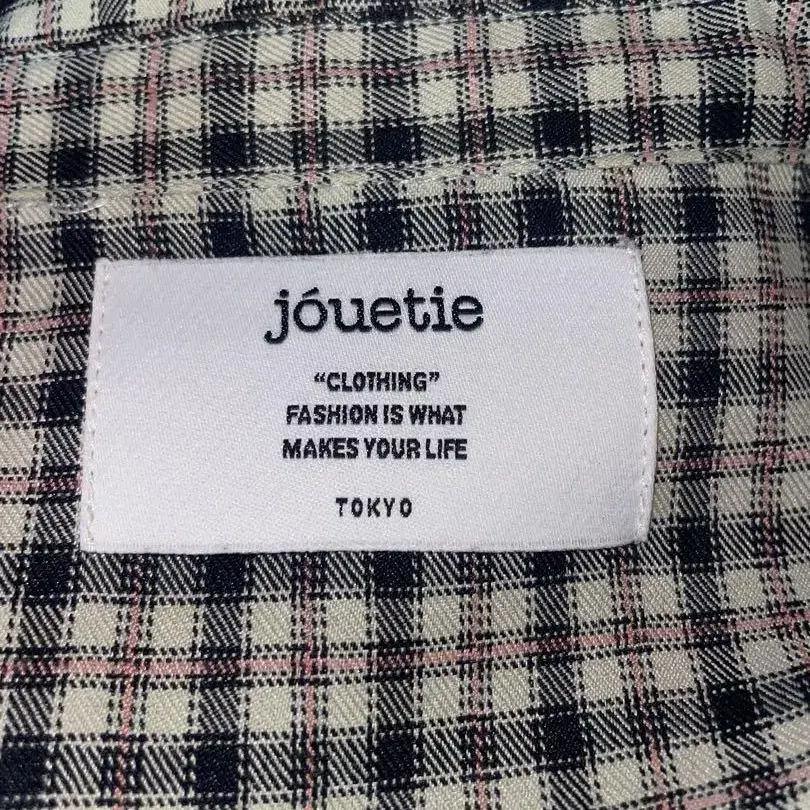 jóuetie
“CLOTHING”
FASHION IS WHAT
MAKES YOUR LIFE
TOKYO